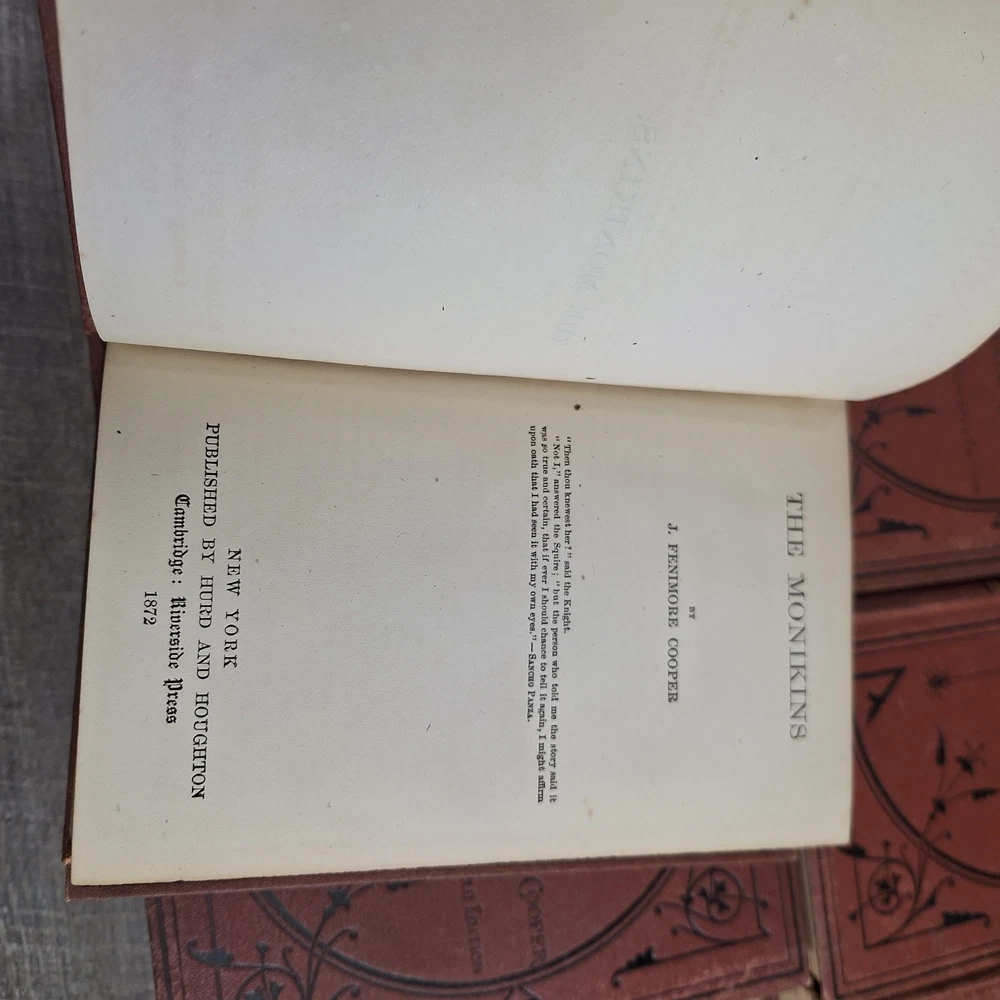 THE MONIKINS
BY
J. FENIMORE COOPER
"Then thou knewest her?" said the Knight.
"Not I," answered the Squire; "but the person who told me the story said it
was so true and certain, that if ever I should chance to tell it again, I might affirm
upon oath that I had seen it with my own eyes."—SANCHO PANZA.
NEW YORK
PUBLISHED BY HURD AND HOUGHTON
Cambridge: Riverside Press
1872
COOPER
EDITION